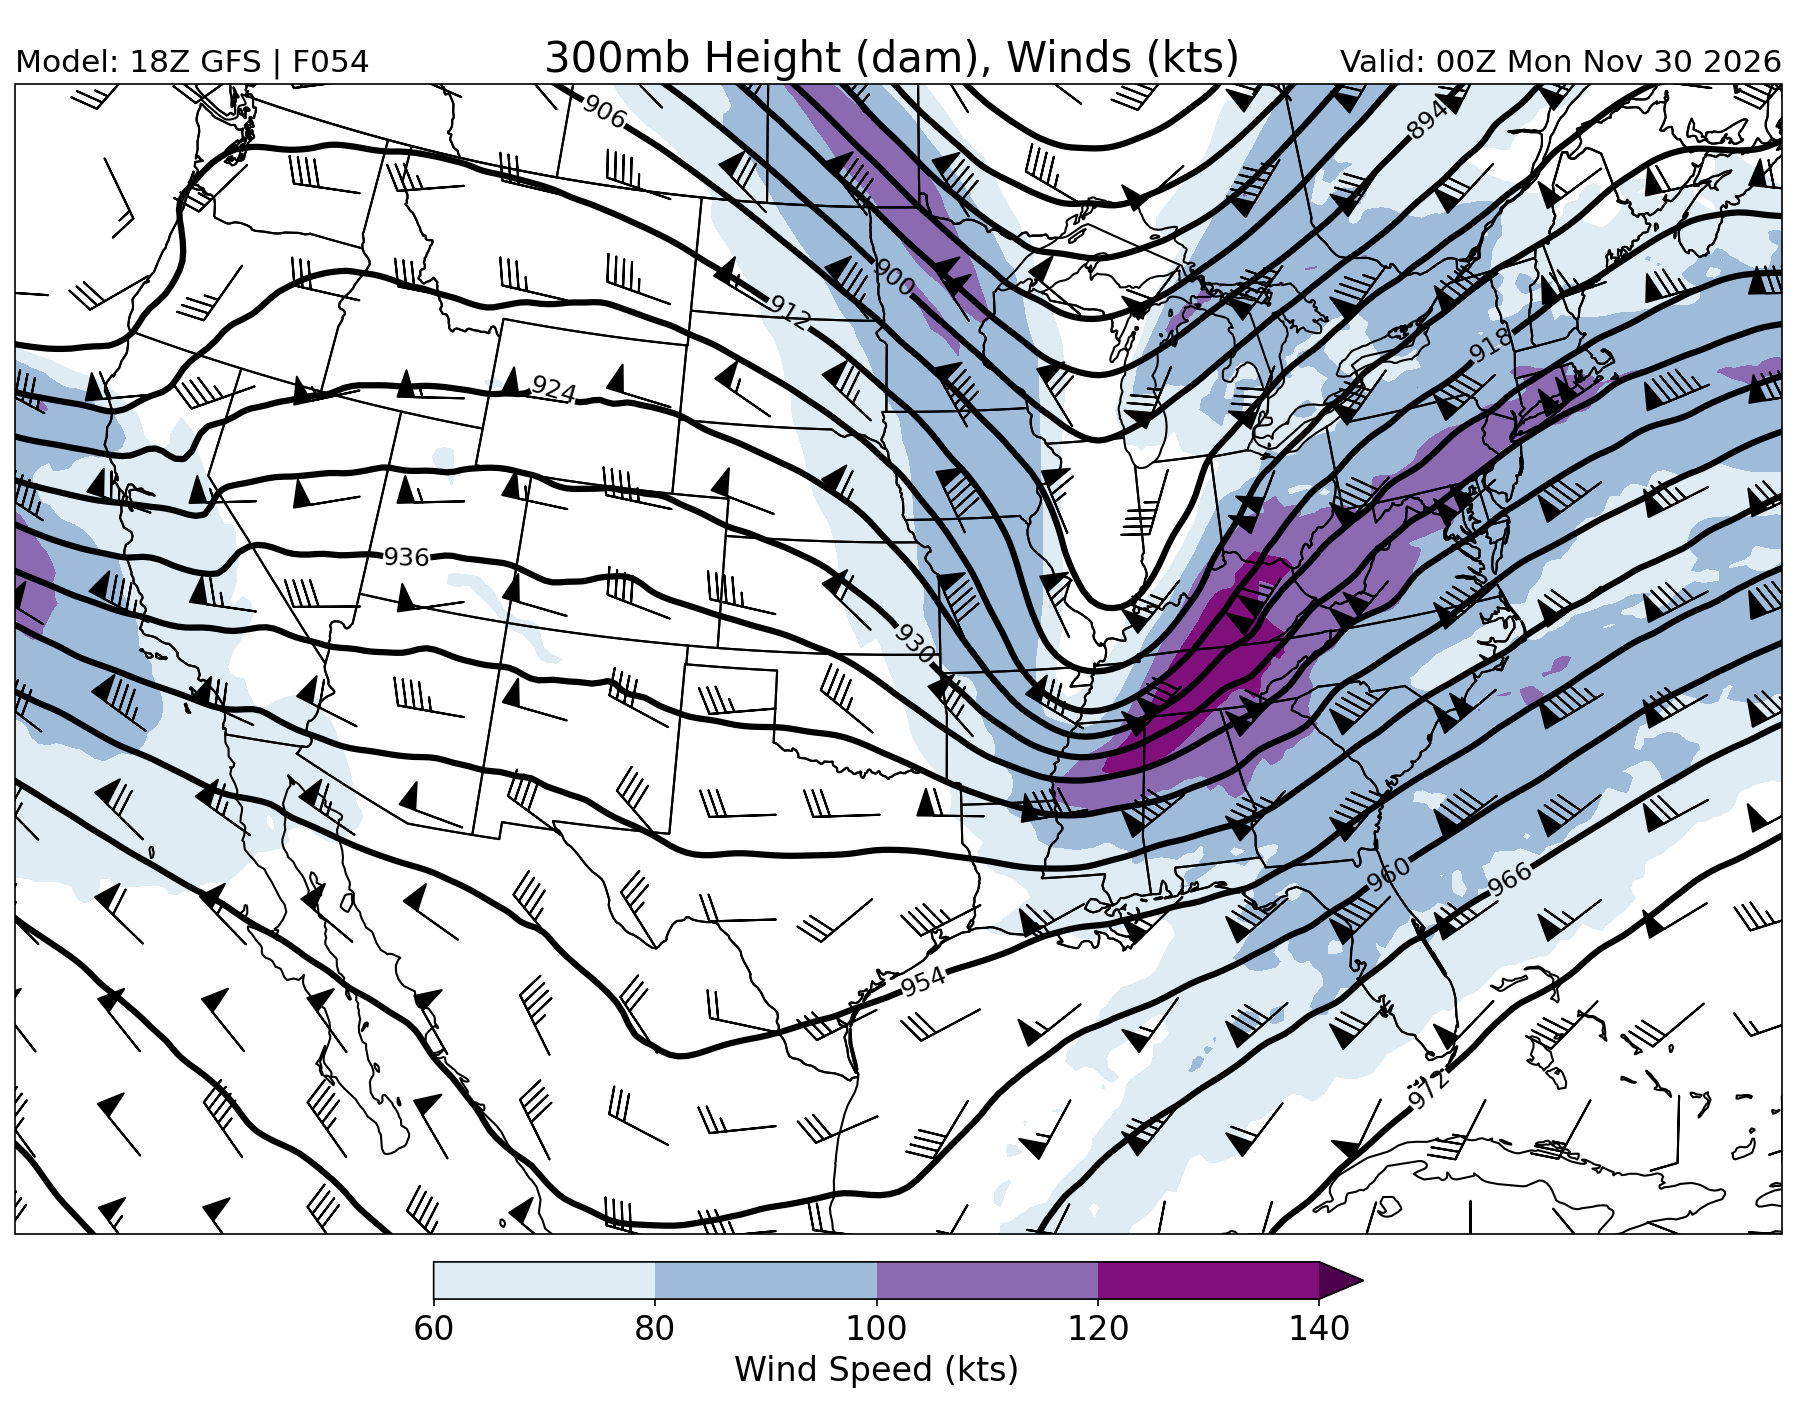 Model: 18Z GFS | F054
300mb Height (dam), Winds (kts)
Valid: 00Z Mon Nov 30 2026
906
894
900
912
918
924
936
930
960
966
954
972
60 80 100 120 140
Wind Speed (kts)